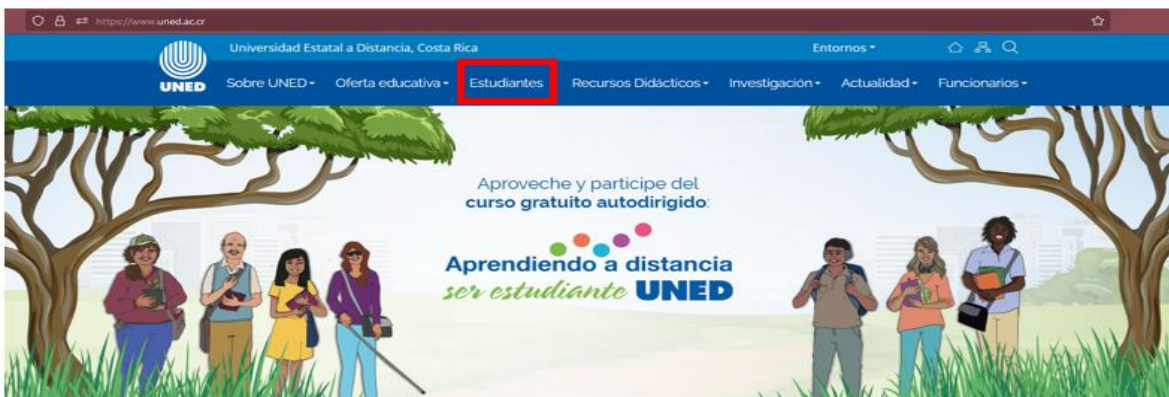 https://www.uned.ac.cr
Universidad Estatal a Distancia, Costa Rica
Entornos
UNED
Sobre UNED
Oferta educativa
Estudiantes
Recursos Didácticos
Investigación
Actualidad
Funcionarios
Aproveche y participe del
curso gratuito autodirigido:
Aprendiendo a distancia
ser estudiante UNED